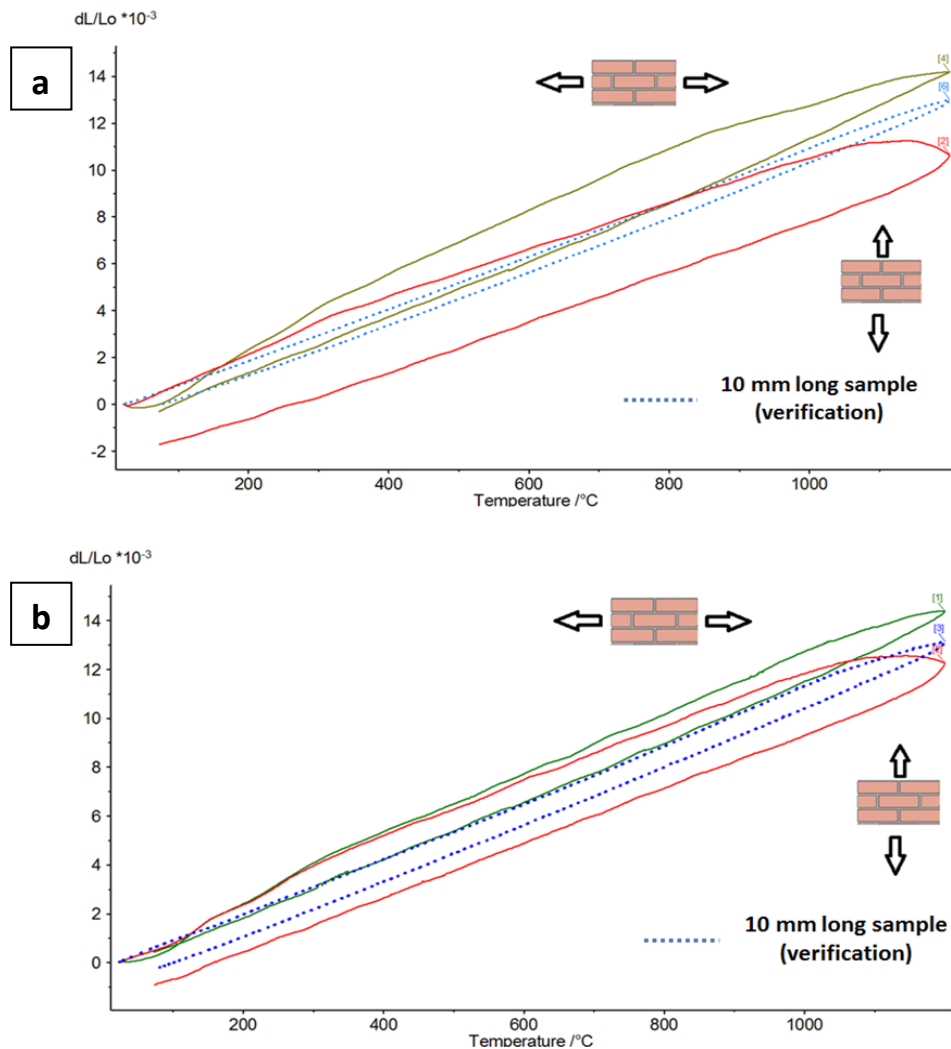 dL/Lo *10-3
a
[4]
14
[6]
12
[2]
10
8
6
4
10 mm long sample
(verification)
2
0
-2
200 400 600 800 1000
Temperature /°C
dL/Lo *10-3
b
[1]
14
[3]
12
10
8
6
4
2
10 mm long sample
(verification)
0
200 400 600 800 1000
Temperature /°C